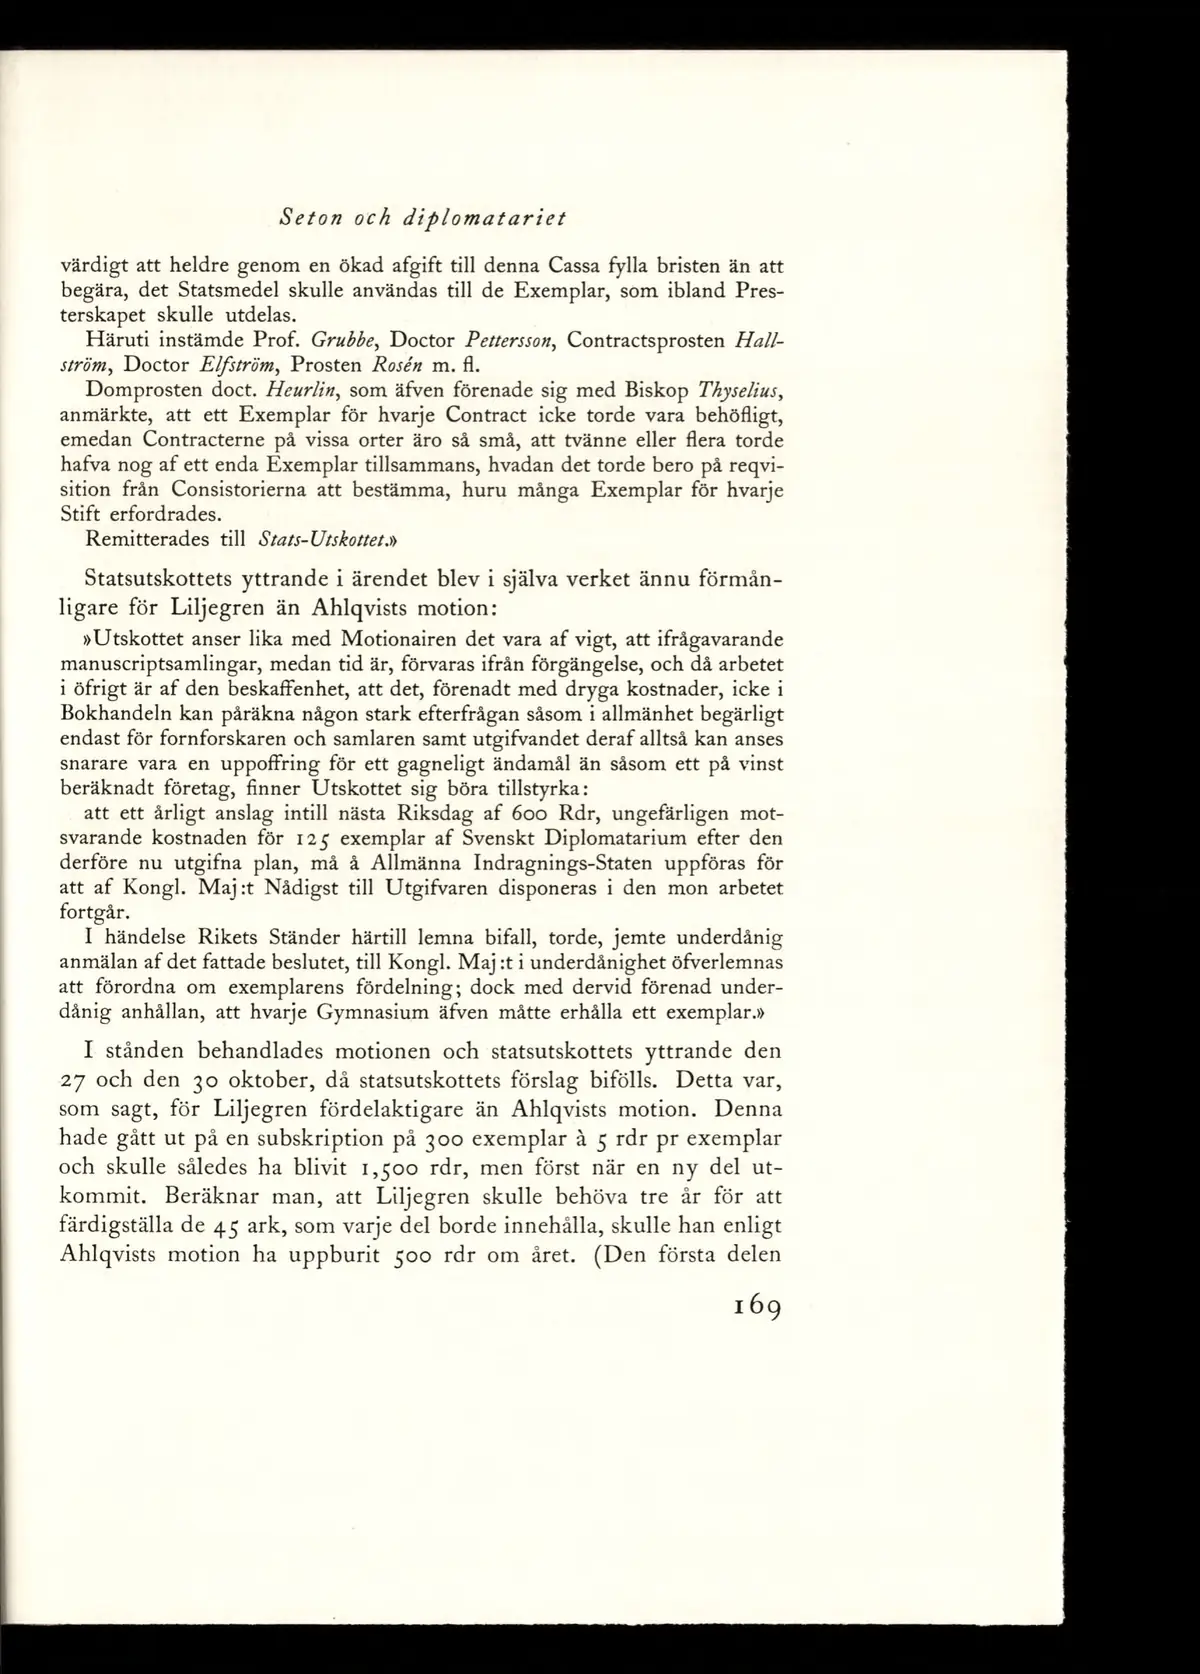 Seton och diplomatariet
värdigt att heldre genom en ökad afgift till denna Cassa fylla bristen än att
begära, det Statsmedel skulle användas till de Exemplar, som ibland Pres-
terskapet skulle utdelas.
Häruti instämde Prof. Grubbe, Doctor Pettersson, Contractsprosten Hall-
ström, Doctor Elfström, Prosten Rosén m. fl.
Domprosten doct. Heurlin, som äfven förenade sig med Biskop Thyselius,
anmärkte, att ett Exemplar för hvarje Contract icke torde vara behöfligt,
emedan Contracterne på vissa orter äro så små, att tvänne eller flera torde
hafva nog af ett enda Exemplar tillsammans, hvadan det torde bero på reqvi-
sition från Consistorierna att bestämma, huru många Exemplar för hvarje
Stift erfordrades.
Remitterades till Stats-Utskottet.»
Statsutskottets yttrande i ärendet blev i själva verket ännu förmån-
ligare för Liljegren än Ahlqvists motion:
»Utskottet anser lika med Motionairen det vara af vigt, att ifrågavarande
manuscriptsamlingar, medan tid är, förvaras ifrån förgängelse, och då arbetet
i öfrigt är af den beskaffenhet, att det, förenadt med dryga kostnader, icke i
Bokhandeln kan påräkna någon stark efterfrågan såsom i allmänhet begärligt
endast för fornforskaren och samlaren samt utgifvandet deraf alltså kan anses
snarare vara en uppoffring för ett gagneligt ändamål än såsom ett på vinst
beräknadt företag, finner Utskottet sig böra tillstyrka:
att ett årligt anslag intill nästa Riksdag af 600 Rdr, ungefärligen mot-
svarande kostnaden för 125 exemplar af Svenskt Diplomatarium efter den
derföre nu utgifna plan, må å Allmänna Indragnings-Staten uppföras för
att af Kongl. Maj:t Nådigst till Utgifvaren disponeras i den mon arbetet
fortgår.
I händelse Rikets Ständer härtill lemna bifall, torde, jemte underdånig
anmälan af det fattade beslutet, till Kongl. Maj:t i underdånighet öfverlemnas
att förordna om exemplarens fördelning; dock med dervid förenad under-
dånig anhållan, att hvarje Gymnasium äfven måtte erhålla ett exemplar.»
I stånden behandlades motionen och statsutskottets yttrande den
27 och den 30 oktober, då statsutskottets förslag bifölls. Detta var,
som sagt, för Liljegren fördelaktigare än Ahlqvists motion. Denna
hade gått ut på en subskription på 300 exemplar à 5 rdr pr exemplar
och skulle således ha blivit 1,500 rdr, men först när en ny del ut-
kommit. Beräknar man, att Liljegren skulle behöva tre år för att
färdigställa de 45 ark, som varje del borde innehålla, skulle han enligt
Ahlqvists motion ha uppburit 500 rdr om året. (Den första delen
169